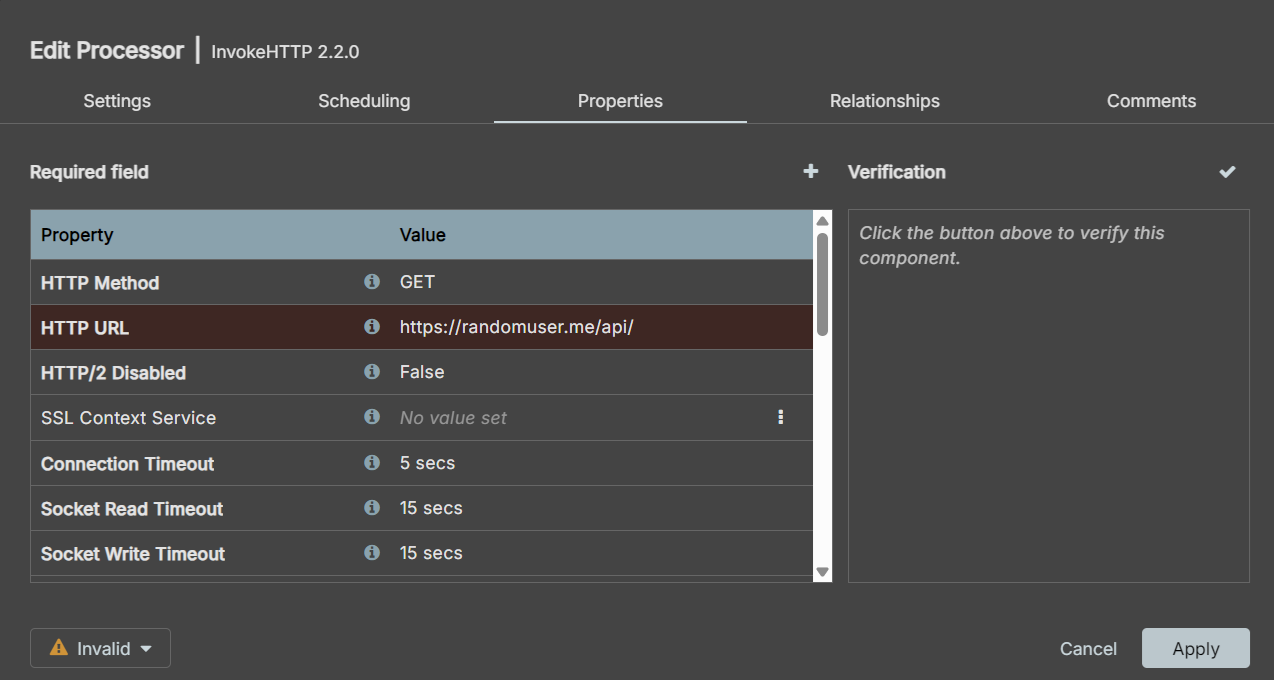 Edit Processor | InvokeHTTP 2.2.0
Settings Scheduling Properties Relationships Comments
Required field
Verification
Property Value
HTTP Method GET
HTTP URL https://randomuser.me/api/
HTTP/2 Disabled False
SSL Context Service No value set
Connection Timeout 5 secs
Socket Read Timeout 15 secs
Socket Write Timeout 15 secs
Click the button above to verify this
component.
Invalid
Cancel Apply